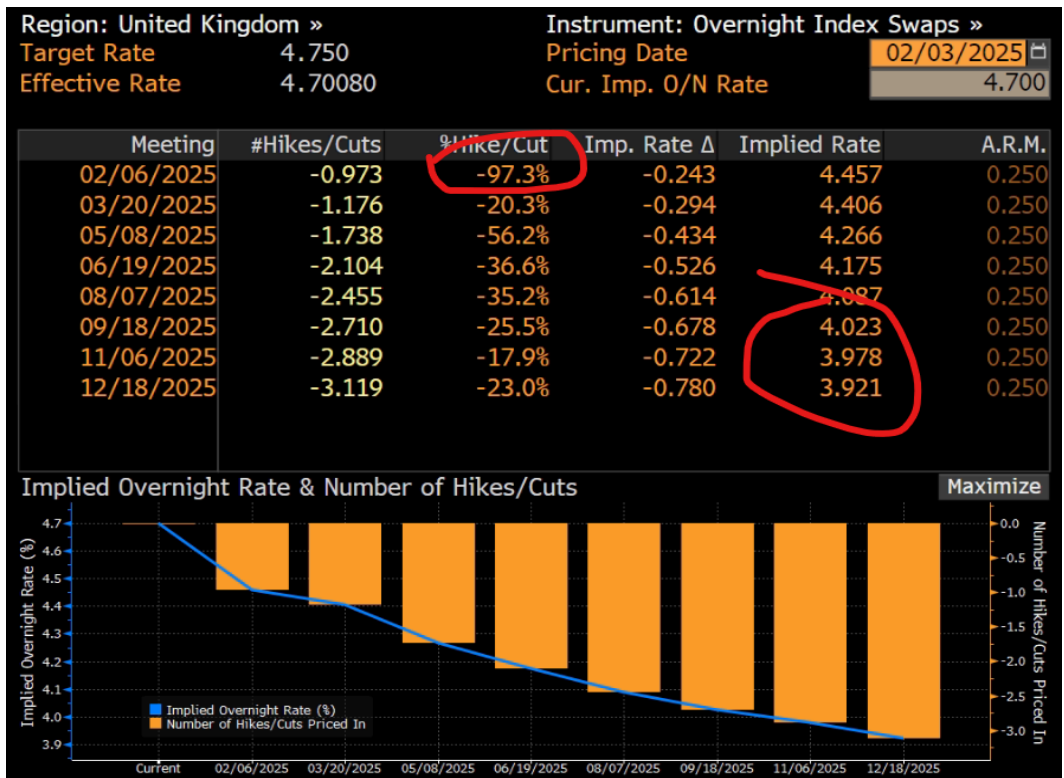 Region: United Kingdom » Instrument: Overnight Index Swaps »
Target Rate 4.750 Pricing Date 02/03/2025
Effective Rate 4.70080 Cur. Imp. O/N Rate 4.700
Meeting #Hikes/Cuts %Hike/Cut Imp. Rate Δ Implied Rate A.R.M.
02/06/2025 -0.973 -97.3% -0.243 4.457 0.250
03/20/2025 -1.176 -20.3% -0.294 4.406 0.250
05/08/2025 -1.738 -56.2% -0.434 4.266 0.250
06/19/2025 -2.104 -36.6% -0.526 4.175 0.250
08/07/2025 -2.455 -35.2% -0.614 4.087 0.250
09/18/2025 -2.710 -25.5% -0.678 4.023 0.250
11/06/2025 -2.889 -17.9% -0.722 3.978 0.250
12/18/2025 -3.119 -23.0% -0.780 3.921 0.250
Implied Overnight Rate & Number of Hikes/Cuts Maximize
Implied Overnight Rate (%)
4.7
4.6
4.5
4.4
4.3
4.2
4.1
4.0
3.9
Implied Overnight Rate (%)
Number of Hikes/Cuts Priced In
0.0
-0.5
-1.0
-1.5
-2.0
-2.5
-3.0
Number of Hikes/Cuts Priced In
Current 02/06/2025 03/20/2025 05/08/2025 06/19/2025 08/07/2025 09/18/2025 11/06/2025 12/18/2025